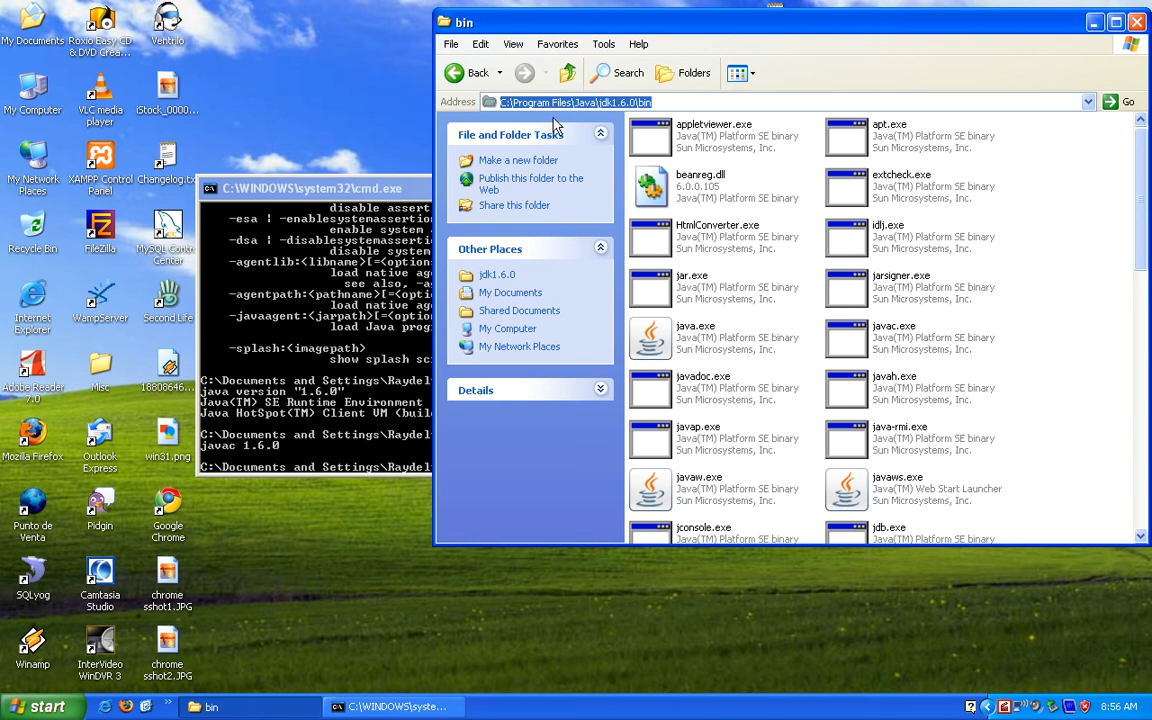 My Documents
Roxio Easy CD
& DVD Crea...
Ventrilo
My Computer
VLC media
player
iStock_0000...
My Network
Places
XAMPP Control
Panel
Changelog.txt
Recycle Bin
FileZilla
MySQL Contr
Center
Internet
Explorer
WampServer
Second Life
Adobe Reader
7.0
Misc
18808646...
Mozilla Firefox
Outlook
Express
win31.png
Punto de
Venta
Pidgin
Google
Chrome
SQLyog
Camtasia
Studio
chrome
sshot1.JPG
Winamp
InterVideo
WinDVR 3
chrome
sshot2.JPG
C:\WINDOWS\system32\cmd.exe
disable assert
-esa | -enablesystemassertion
enable system
-dsa | -disablesystemasserti
disable system
-agentlib:<libname>[=<option
load native age
see also, -a
-agentpath:<pathname>[=<opti
load native age
-javaagent:<jarpath>[=<optio
load Java progr
-splash:<imagepath>
show splash scr
C:\Documents and Settings\Raydel
java version "1.6.0"
Java(TM) SE Runtime Environment
Java HotSpot(TM) Client VM (buil
C:\Documents and Settings\Raydel
javac 1.6.0
C:\Documents and Settings\Raydel
bin
File Edit View Favorites Tools Help
Back Search Folders
Address C:\Program Files\Java\jdk1.6.0\bin Go
File and Folder Tasks
Make a new folder
Publish this folder to the
Web
Share this folder
Other Places
jdk1.6.0
My Documents
Shared Documents
My Computer
My Network Places
Details
appletviewer.exe
Java(TM) Platform SE binary
Sun Microsystems, Inc.
apt.exe
Java(TM) Platform SE binary
Sun Microsystems, Inc.
beanreg.dll
6.0.0.105
extcheck.exe
Java(TM) Platform SE binary
Sun Microsystems, Inc.
HtmlConverter.exe
Java(TM) Platform SE binary
Sun Microsystems, Inc.
idlj.exe
Java(TM) Platform SE binary
Sun Microsystems, Inc.
jar.exe
Java(TM) Platform SE binary
Sun Microsystems, Inc.
jarsigner.exe
Java(TM) Platform SE binary
Sun Microsystems, Inc.
java.exe
Java(TM) Platform SE binary
Sun Microsystems, Inc.
javac.exe
Java(TM) Platform SE binary
Sun Microsystems, Inc.
javadoc.exe
Java(TM) Platform SE binary
Sun Microsystems, Inc.
javah.exe
Java(TM) Platform SE binary
Sun Microsystems, Inc.
javap.exe
Java(TM) Platform SE binary
Sun Microsystems, Inc.
java-rmi.exe
Java(TM) Platform SE binary
Sun Microsystems, Inc.
javaw.exe
Java(TM) Platform SE binary
Sun Microsystems, Inc.
javaws.exe
Java(TM) Web Start Launcher
Sun Microsystems, Inc.
jconsole.exe
Java(TM) Platform SE binary
jdb.exe
Java(TM) Platform SE binary
start
bin
C:\WINDOWS\syste...
8:56 AM